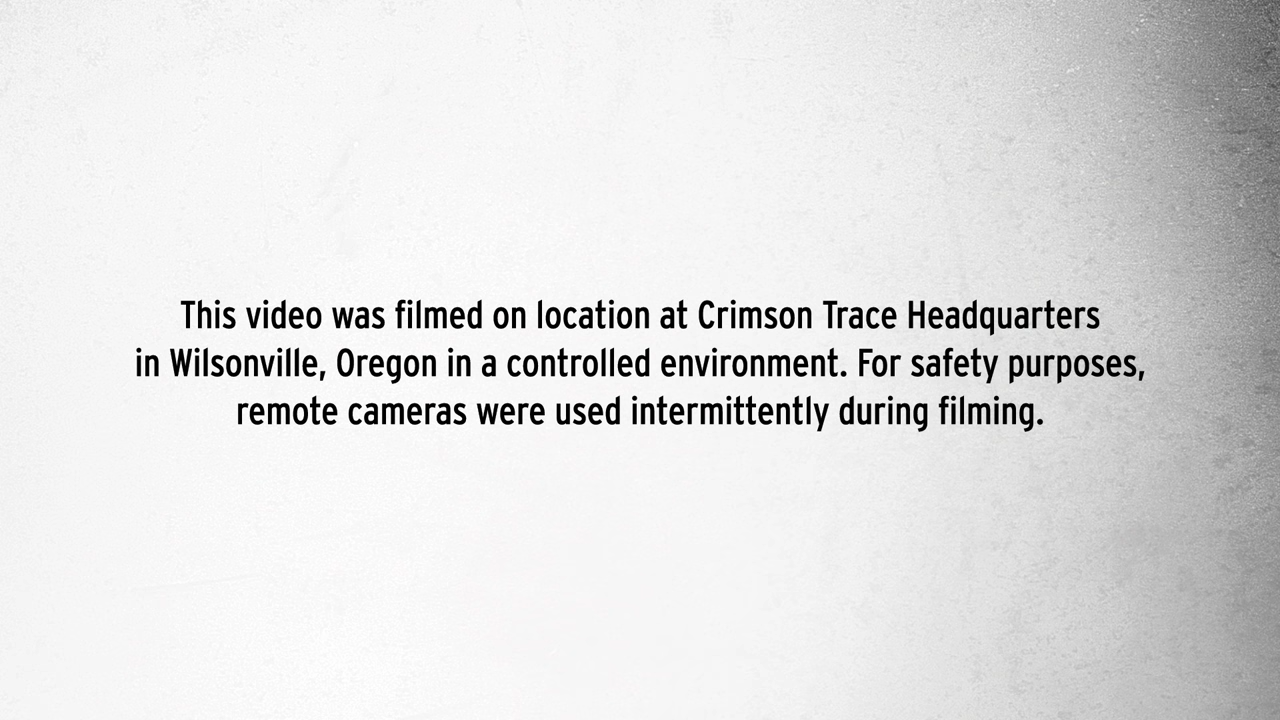 This video was filmed on location at Crimson Trace Headquarters
in Wilsonville, Oregon in a controlled environment. For safety purposes,
remote cameras were used intermittently during filming.